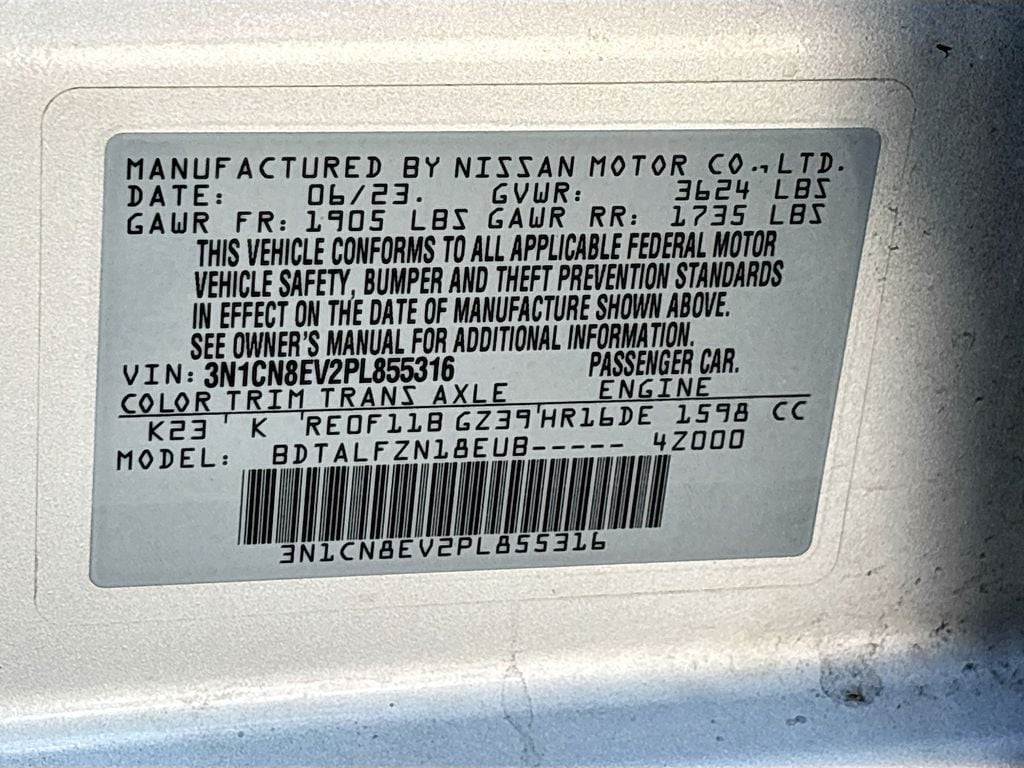 MANUFACTURED BY NISSAN MOTOR CO.,LTD.
DATE: 06/23. GVWR: 3624 LBS
GAWR FR: 1905 LBS GAWR RR: 1735 LBS
THIS VEHICLE CONFORMS TO ALL APPLICABLE FEDERAL MOTOR
VEHICLE SAFETY, BUMPER AND THEFT PREVENTION STANDARDS
IN EFFECT ON THE DATE OF MANUFACTURE SHOWN ABOVE.
SEE OWNER'S MANUAL FOR ADDITIONAL INFORMATION.
VIN: 3N1CN8EV2PL855316 PASSENGER CAR.
COLOR TRIM TRANS AXLE ENGINE
K23 ' K 'RE0F11B GZ39'HR16DE 1598 CC
MODEL: BDTALFZN18EUB----- 4Z000
3N1CN8EV2PL855316